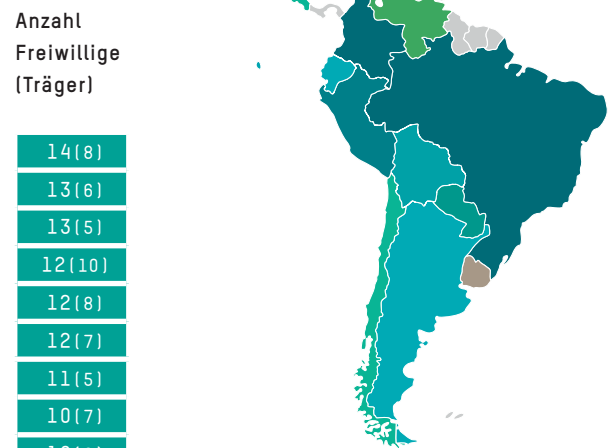 Anzahl
Freiwillige
(Träger)
14(8)
13(6)
13(5)
12(10)
12(8)
12(7)
11(5)
10(7)